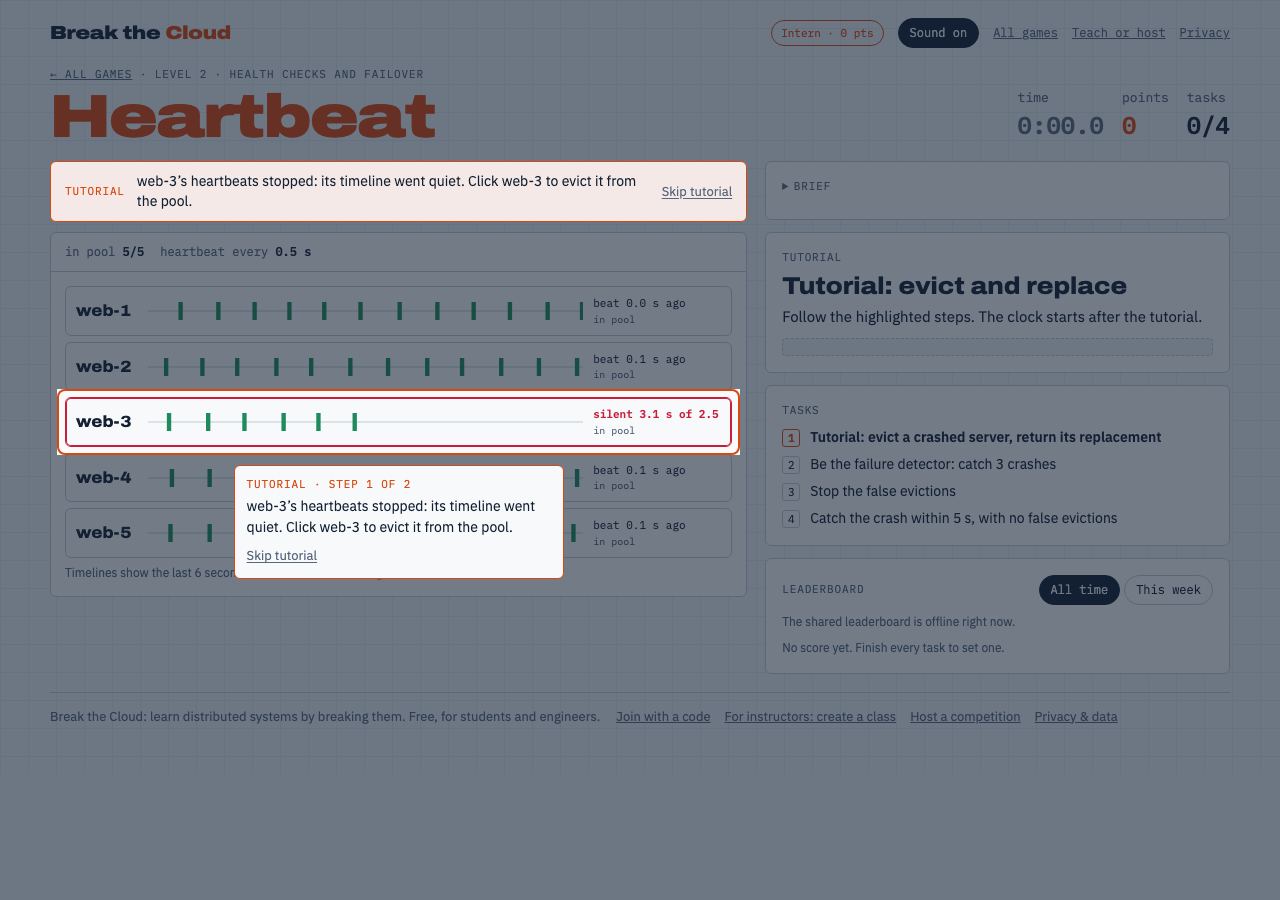 Break the Cloud
Intern · 0 pts
Sound on
All games
Teach or host
Privacy
← ALL GAMES · LEVEL 2 · HEALTH CHECKS AND FAILOVER
Heartbeat
time
0:00.0
points
0
tasks
0/4
TUTORIAL
web-3’s heartbeats stopped: its timeline went quiet. Click web-3 to evict it from
the pool.
Skip tutorial
in pool 5/5 heartbeat every 0.5 s
web-1
beat 0.0 s ago
in pool
web-2
beat 0.1 s ago
in pool
web-3
silent 3.1 s of 2.5
in pool
web-4
beat 0.1 s ago
in pool
web-5
beat 0.1 s ago
in pool
TUTORIAL · STEP 1 OF 2
web-3’s heartbeats stopped: its timeline went
quiet. Click web-3 to evict it from the pool.
Skip tutorial
Timelines show the last 6
BRIEF
TUTORIAL
Tutorial: evict and replace
Follow the highlighted steps. The clock starts after the tutorial.
TASKS
1 Tutorial: evict a crashed server, return its replacement
2 Be the failure detector: catch 3 crashes
3 Stop the false evictions
4 Catch the crash within 5 s, with no false evictions
LEADERBOARD
All time
This week
The shared leaderboard is offline right now.
No score yet. Finish every task to set one.
Break the Cloud: learn distributed systems by breaking them. Free, for students and engineers.
Join with a code
For instructors: create a class
Host a competition
Privacy & data